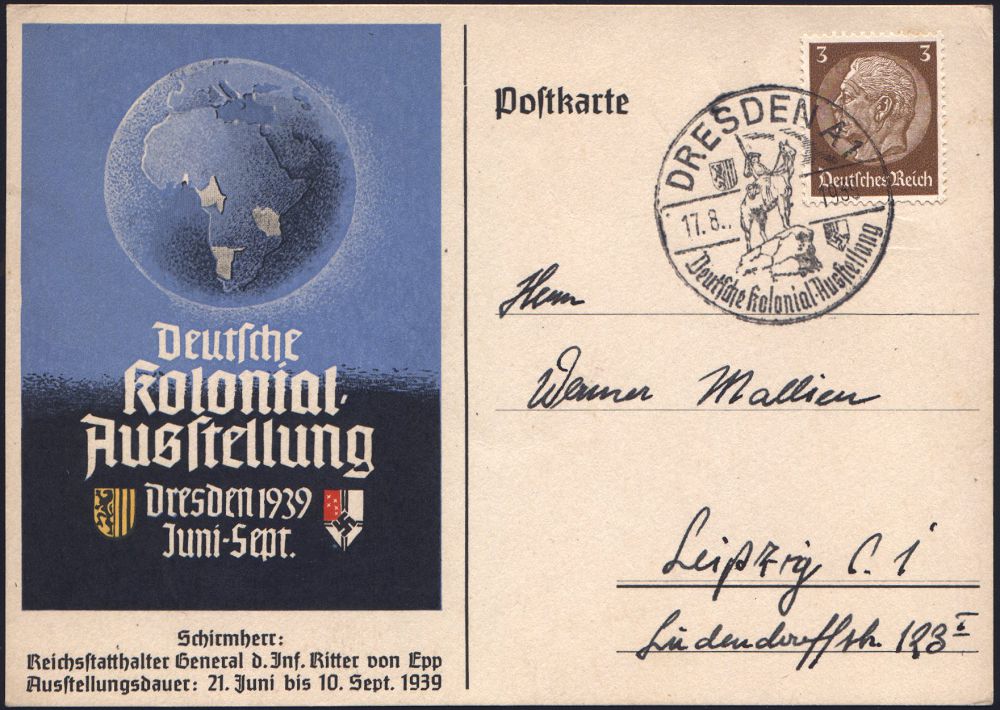 Deutsche
Kolonial-
Ausstellung
Dresden 1939
Juni-Sept.
Schirmherr:
Reichsstatthalter General d. Inf. Ritter von Epp
Ausstellungsdauer: 21. Juni bis 10. Sept. 1939
Postkarte
3 3
Deutsches Reich
DRESDEN A 1
17.8.
Deutsche Kolonial-Ausstellung
Herrn
Werner Mallien
Leipzig C. 1
Ludendorffstr. 123 I